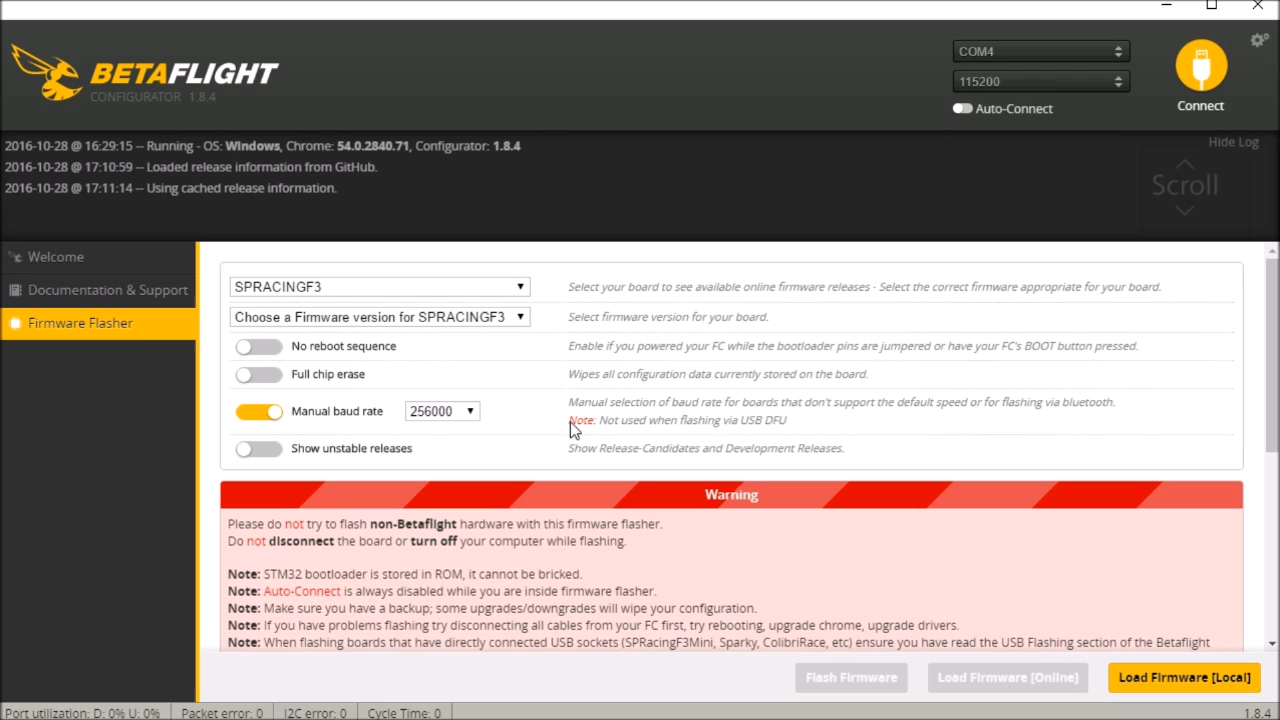 BETAFLIGHT
CONFIGURATOR 1.8.4
COM4
115200
Auto-Connect
Connect
2016-10-28 @ 16:29:15 -- Running - OS: Windows, Chrome: 54.0.2840.71, Configurator: 1.8.4
2016-10-28 @ 17:10:59 -- Loaded release information from GitHub.
2016-10-28 @ 17:11:14 -- Using cached release information.
Hide Log
Scroll
Welcome
Documentation & Support
Firmware Flasher
SPRACINGF3
Select your board to see available online firmware releases - Select the correct firmware appropriate for your board.
Choose a Firmware version for SPRACINGF3
Select firmware version for your board.
No reboot sequence
Enable if you powered your FC while the bootloader pins are jumpered or have your FC's BOOT button pressed.
Full chip erase
Wipes all configuration data currently stored on the board.
Manual baud rate
256000
Manual selection of baud rate for boards that don't support the default speed or for flashing via bluetooth.
Note: Not used when flashing via USB DFU
Show unstable releases
Show Release-Candidates and Development Releases.
Warning
Please do not try to flash non-Betaflight hardware with this firmware flasher.
Do not disconnect the board or turn off your computer while flashing.
Note: STM32 bootloader is stored in ROM, it cannot be bricked.
Note: Auto-Connect is always disabled while you are inside firmware flasher.
Note: Make sure you have a backup; some upgrades/downgrades will wipe your configuration.
Note: If you have problems flashing try disconnecting all cables from your FC first, try rebooting, upgrade chrome, upgrade drivers.
Note: When flashing boards that have directly connected USB sockets (SPRacingF3Mini, Sparky, ColibriRace, etc) ensure you have read the USB Flashing section of the Betaflight
Flash Firmware
Load Firmware [Online]
Load Firmware [Local]
Port utilization: D: 0% U: 0%
Packet error: 0
I2C error: 0
Cycle Time: 0
1.8.4